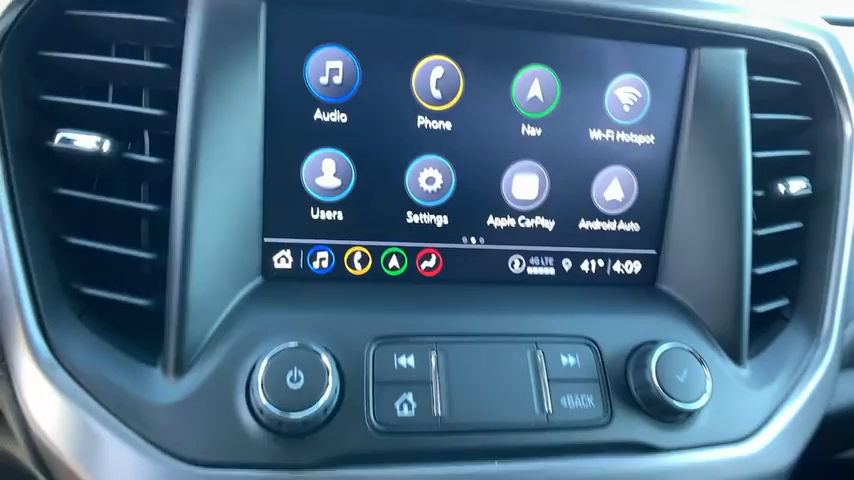 Audio Phone Nav Wi-Fi Hotspot
Users Settings Apple CarPlay Android Auto
4G LTE 41° 4:09
BACK